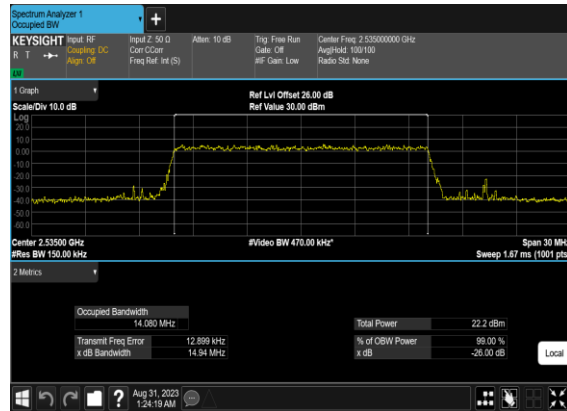 Spectrum Analyzer 1
Occupied BW
+
KEYSIGHT
R T
LXI
Input: RF
Coupling: DC
Align: Off
Input Z: 50 Ω
Corr CCorr
Freq Ref: Int (S)
Atten: 10 dB
Trig: Free Run
Gate: Off
#IF Gain: Low
Center Freq: 2.535000000 GHz
Avg|Hold: 100/100
Radio Std: None
1 Graph
Scale/Div 10.0 dB
Ref Lvl Offset 26.00 dB
Ref Value 30.00 dBm
Log
20.0
10.0
0.00
-10.0
-20.0
-30.0
-40.0
-50.0
-60.0
Center 2.53500 GHz
#Res BW 150.00 kHz
#Video BW 470.00 kHz*
Span 30 MHz
Sweep 1.67 ms (1001 pts)
2 Metrics
Occupied Bandwidth
14.080 MHz
Transmit Freq Error 12.899 kHz
x dB Bandwidth 14.94 MHz
Total Power 22.2 dBm
% of OBW Power 99.00 %
x dB -26.00 dB
Local
?
Aug 31, 2023
1:24:19 AM